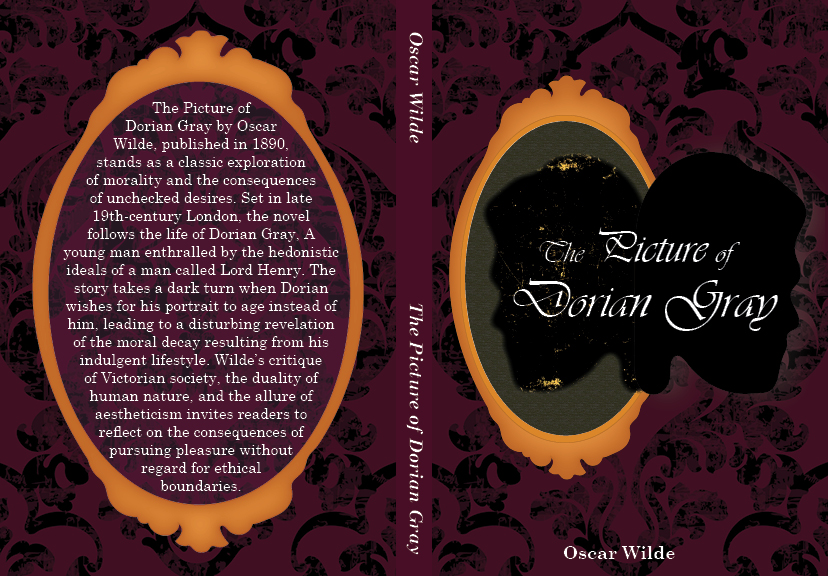 The Picture of
Dorian Gray by Oscar
Wilde, published in 1890,
stands as a classic exploration
of morality and the consequences
of unchecked desires. Set in late
19th-century London, the novel
follows the life of Dorian Gray, A
young man enthralled by the hedonistic
ideals of a man called Lord Henry. The
story takes a dark turn when Dorian
wishes for his portrait to age instead of
him, leading to a disturbing revelation
of the moral decay resulting from his
indulgent lifestyle. Wilde's critique
of Victorian society, the duality of
human nature, and the allure of
aestheticism invites readers to
reflect on the consequences of
pursuing pleasure without
regard for ethical
boundaries.
Oscar Wilde
The Picture of Dorian Gray
The Picture of
Dorian Gray
Oscar Wilde